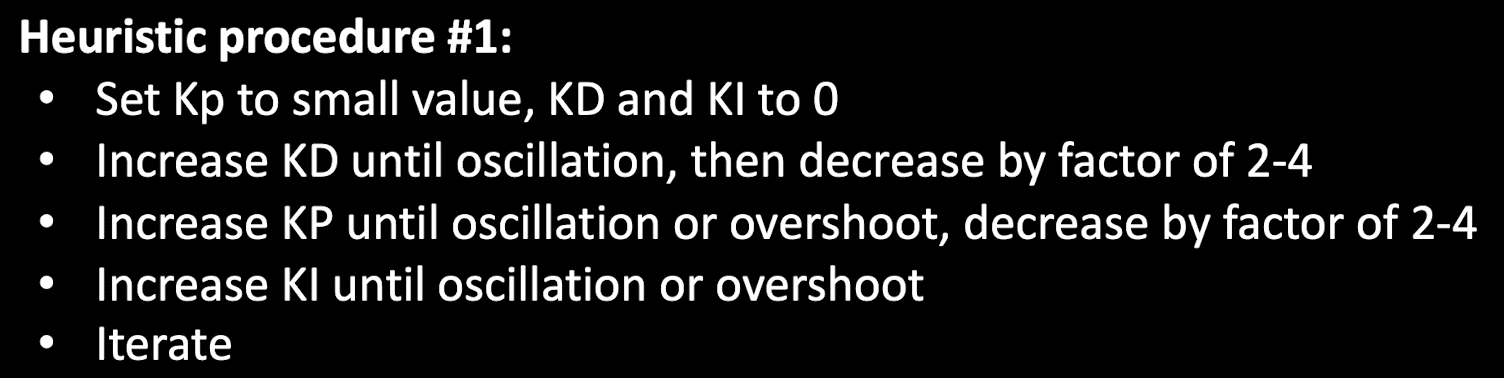 Heuristic procedure #1:
• Set Kp to small value, KD and KI to 0
• Increase KD until oscillation, then decrease by factor of 2-4
• Increase KP until oscillation or overshoot, decrease by factor of 2-4
• Increase KI until oscillation or overshoot
• Iterate